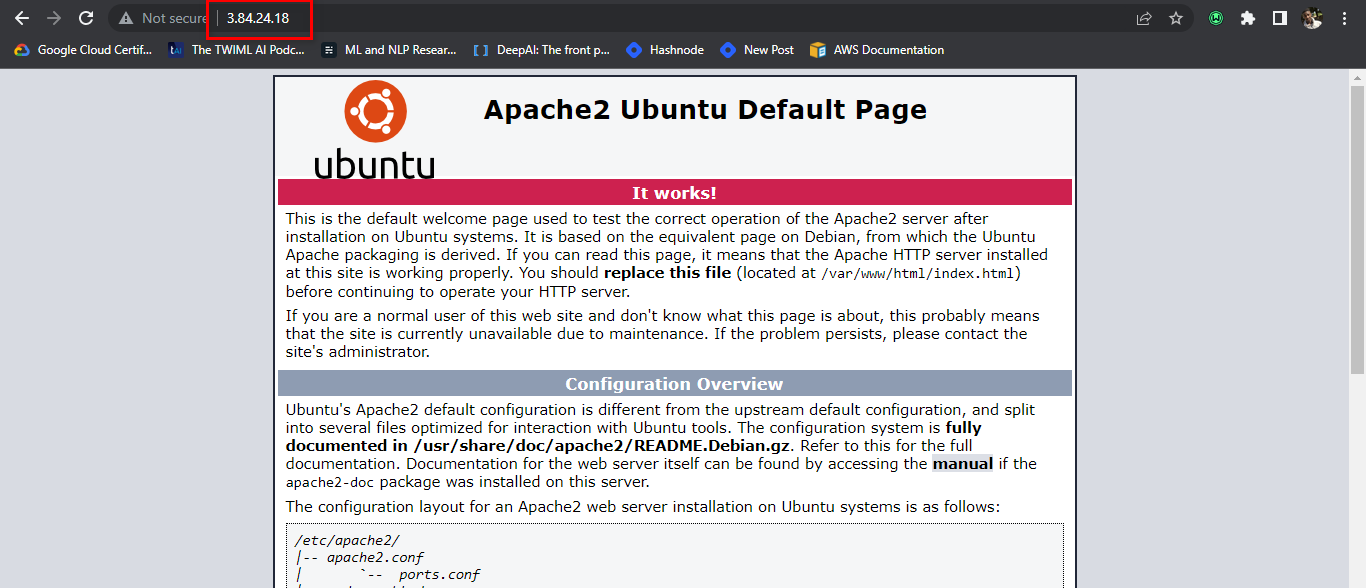 Not secure | 3.84.24.18
Google Cloud Certif... The TWIML AI Podc... ML and NLP Resear... DeepAI: The front p... Hashnode New Post AWS Documentation
Apache2 Ubuntu Default Page
ubuntu
It works!
This is the default welcome page used to test the correct operation of the Apache2 server after
installation on Ubuntu systems. It is based on the equivalent page on Debian, from which the Ubuntu
Apache packaging is derived. If you can read this page, it means that the Apache HTTP server installed
at this site is working properly. You should replace this file (located at /var/www/html/index.html)
before continuing to operate your HTTP server.
If you are a normal user of this web site and don't know what this page is about, this probably means
that the site is currently unavailable due to maintenance. If the problem persists, please contact the
site's administrator.
Configuration Overview
Ubuntu's Apache2 default configuration is different from the upstream default configuration, and split
into several files optimized for interaction with Ubuntu tools. The configuration system is fully
documented in /usr/share/doc/apache2/README.Debian.gz. Refer to this for the full
documentation. Documentation for the web server itself can be found by accessing the manual if the
apache2-doc package was installed on this server.
The configuration layout for an Apache2 web server installation on Ubuntu systems is as follows:
/etc/apache2/
|-- apache2.conf
|       `--  ports.conf